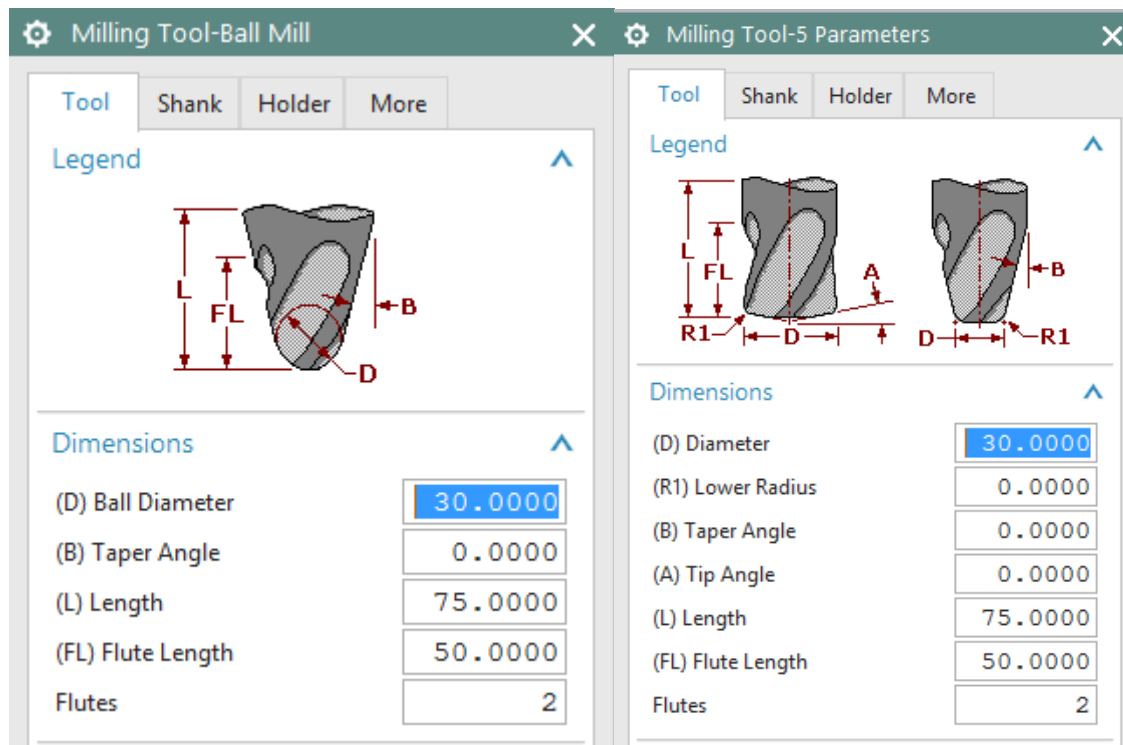 Milling Tool-Ball Mill
Tool Shank Holder More
Legend
L
FL
B
D
Dimensions
(D) Ball Diameter 30.0000
(B) Taper Angle 0.0000
(L) Length 75.0000
(FL) Flute Length 50.0000
Flutes 2
Milling Tool-5 Parameters
Tool Shank Holder More
Legend
L
FL
A
B
R1 D D R1
Dimensions
(D) Diameter 30.0000
(R1) Lower Radius 0.0000
(B) Taper Angle 0.0000
(A) Tip Angle 0.0000
(L) Length 75.0000
(FL) Flute Length 50.0000
Flutes 2